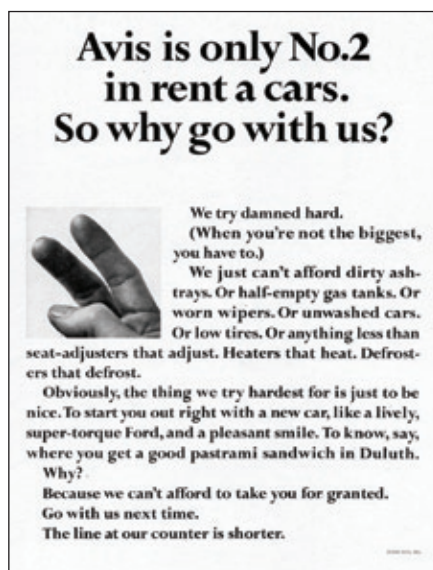 Avis is only No.2
in rent a cars.
So why go with us?
We try damned hard.
(When you're not the biggest,
you have to.)
We just can't afford dirty ash-
trays. Or half-empty gas tanks. Or
worn wipers. Or unwashed cars.
Or low tires. Or anything less than
seat-adjusters that adjust. Heaters that heat. Defrost-
ers that defrost.
Obviously, the thing we try hardest for is just to be
nice. To start you out right with a new car, like a lively,
super-torque Ford, and a pleasant smile. To know, say,
where you get a good pastrami sandwich in Duluth.
Why?
Because we can't afford to take you for granted.
Go with us next time.
The line at our counter is shorter.